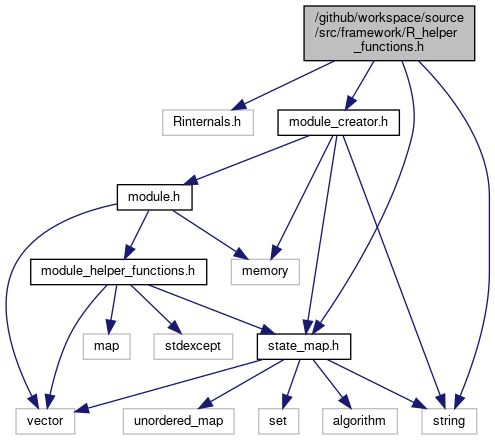 /github/workspace/source
/src/framework/R_helper
_functions.h
Rinternals.h
module_creator.h
module.h
module_helper_functions.h
memory
map
stdexcept
state_map.h
vector
unordered_map
set
algorithm
string